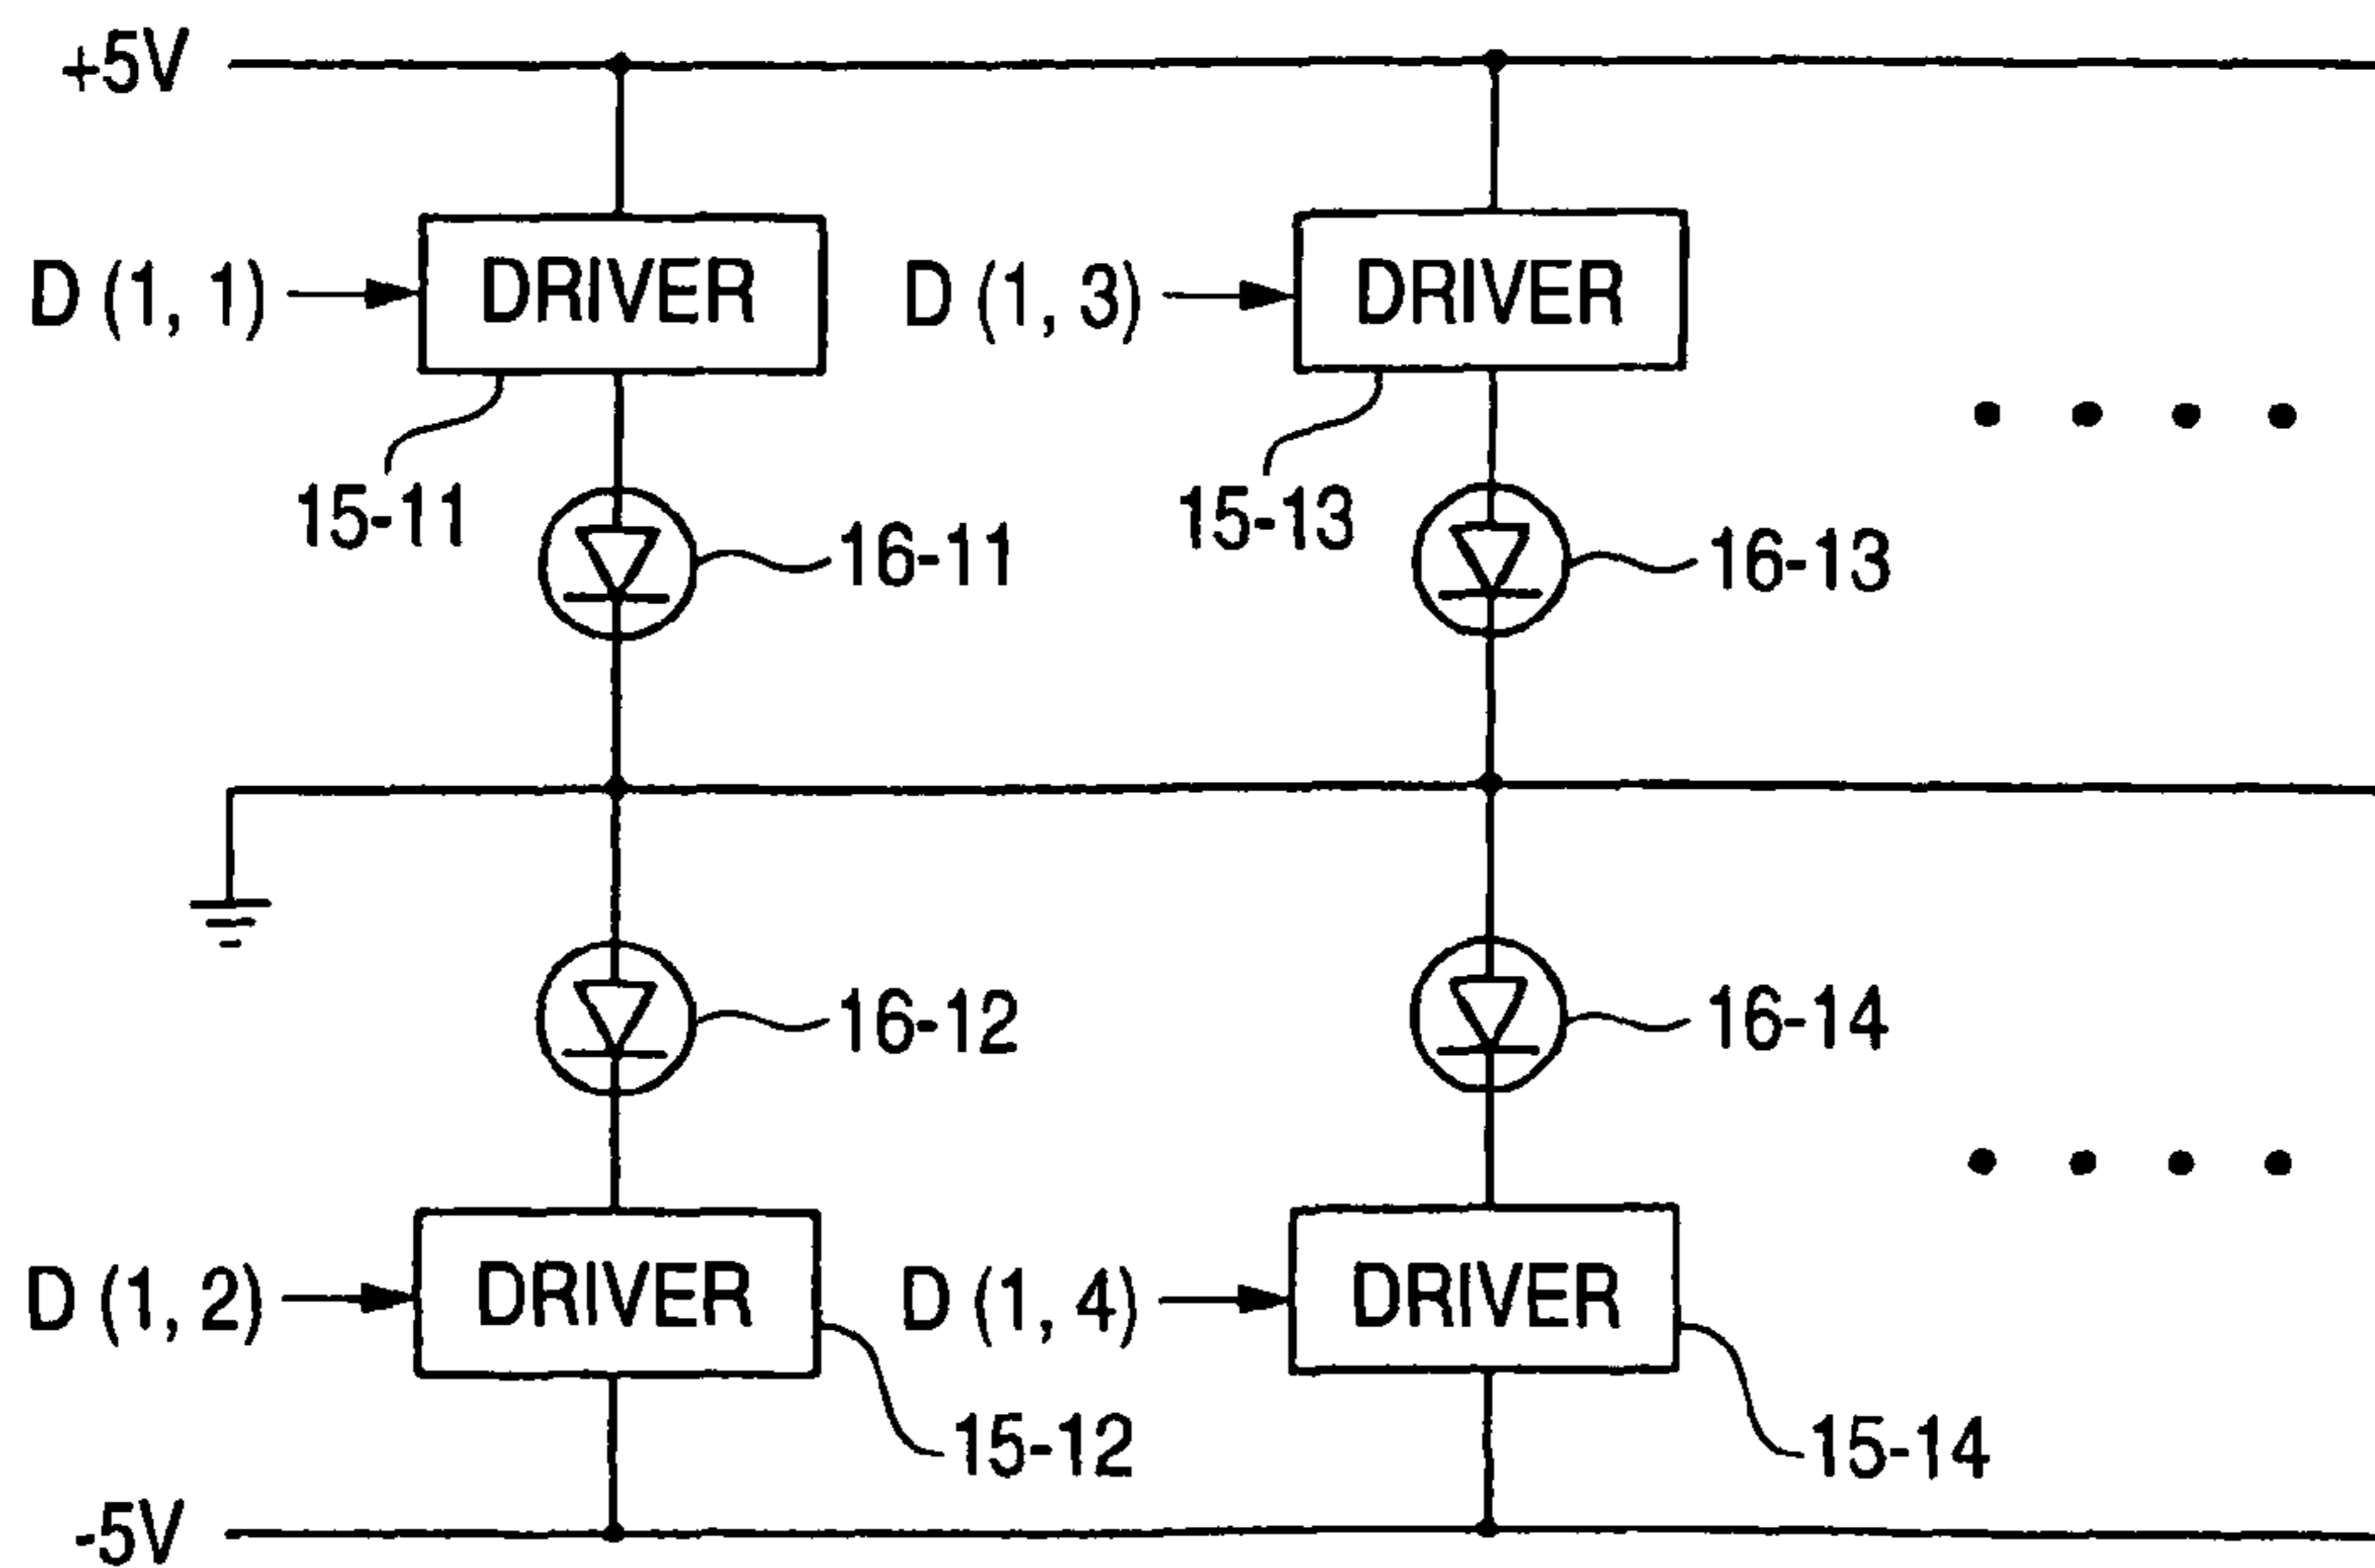 +5V
D (1, 1)
DRIVER
D (1, 3)
DRIVER
15-11
16-11
15-13
16-13
16-12
16-14
D (1, 2)
DRIVER
D (1, 4)
DRIVER
15-12
15-14
-5V